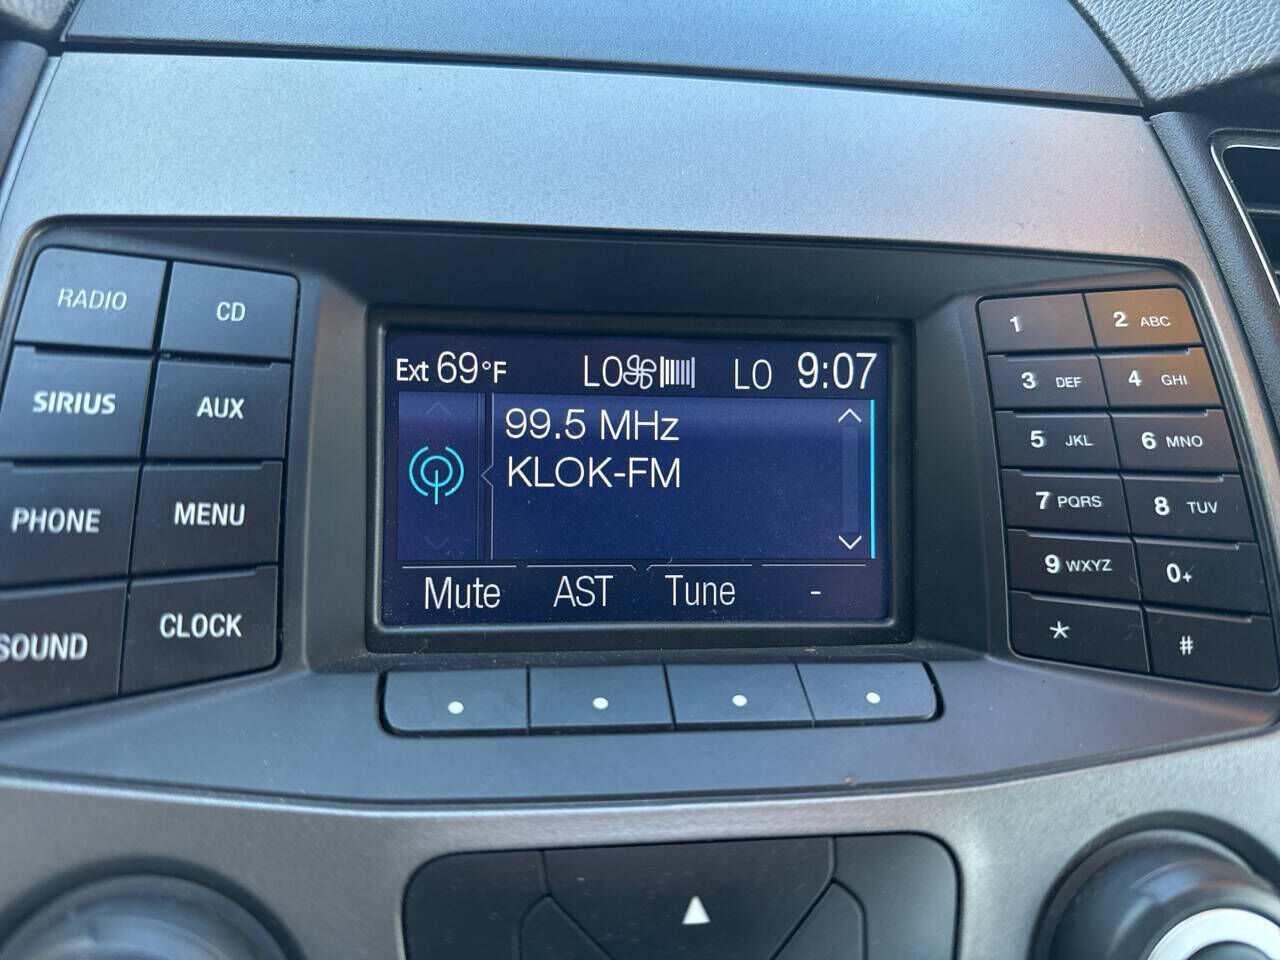 RADIO
CD
SIRIUS
AUX
PHONE
MENU
SOUND
CLOCK
Ext 69°F LO LO 9:07
99.5 MHz
KLOK-FM
Mute AST Tune -
1
2 ABC
3 DEF
4 GHI
5 JKL
6 MNO
7 PQRS
8 TUV
9 WXYZ
0+
*
#